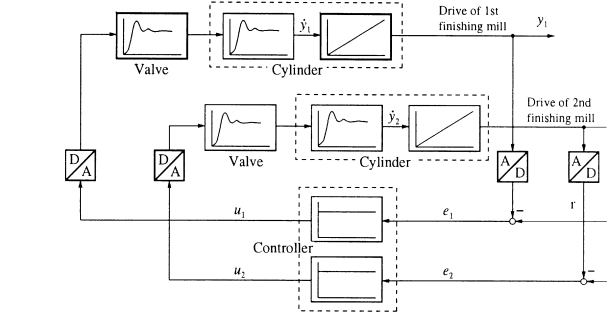 Drive of 1st
finishing mill
y1
ẏ1
Valve
Cylinder
Drive of 2nd
finishing mill
ẏ2
Valve
Cylinder
D A
D A
A D
A D
r
u1
e1
−
Controller
u2
e2
−